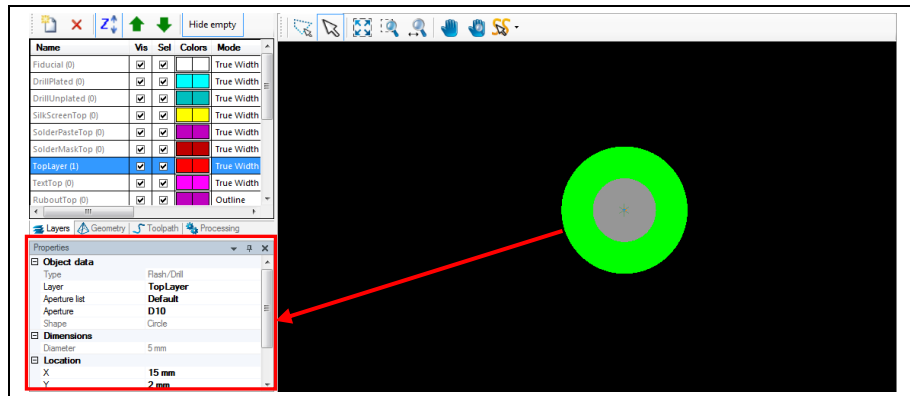 Hide empty
Name Vis Sel Colors Mode
Fiducial (0) True Width
DrillPlated (0) True Width
DrillUnplated (0) True Width
SilkScreenTop (0) True Width
SolderPasteTop (0) True Width
SolderMaskTop (0) True Width
TopLayer (1) True Width
TextTop (0) True Width
RuboutTop (0) Outline
Layers Geometry Toolpath Processing
Properties
Object data
Type Flash/Drill
Layer TopLayer
Aperture list Default
Aperture D10
Shape Circle
Dimensions
Diameter 5 mm
Location
X 15 mm
Y 2 mm